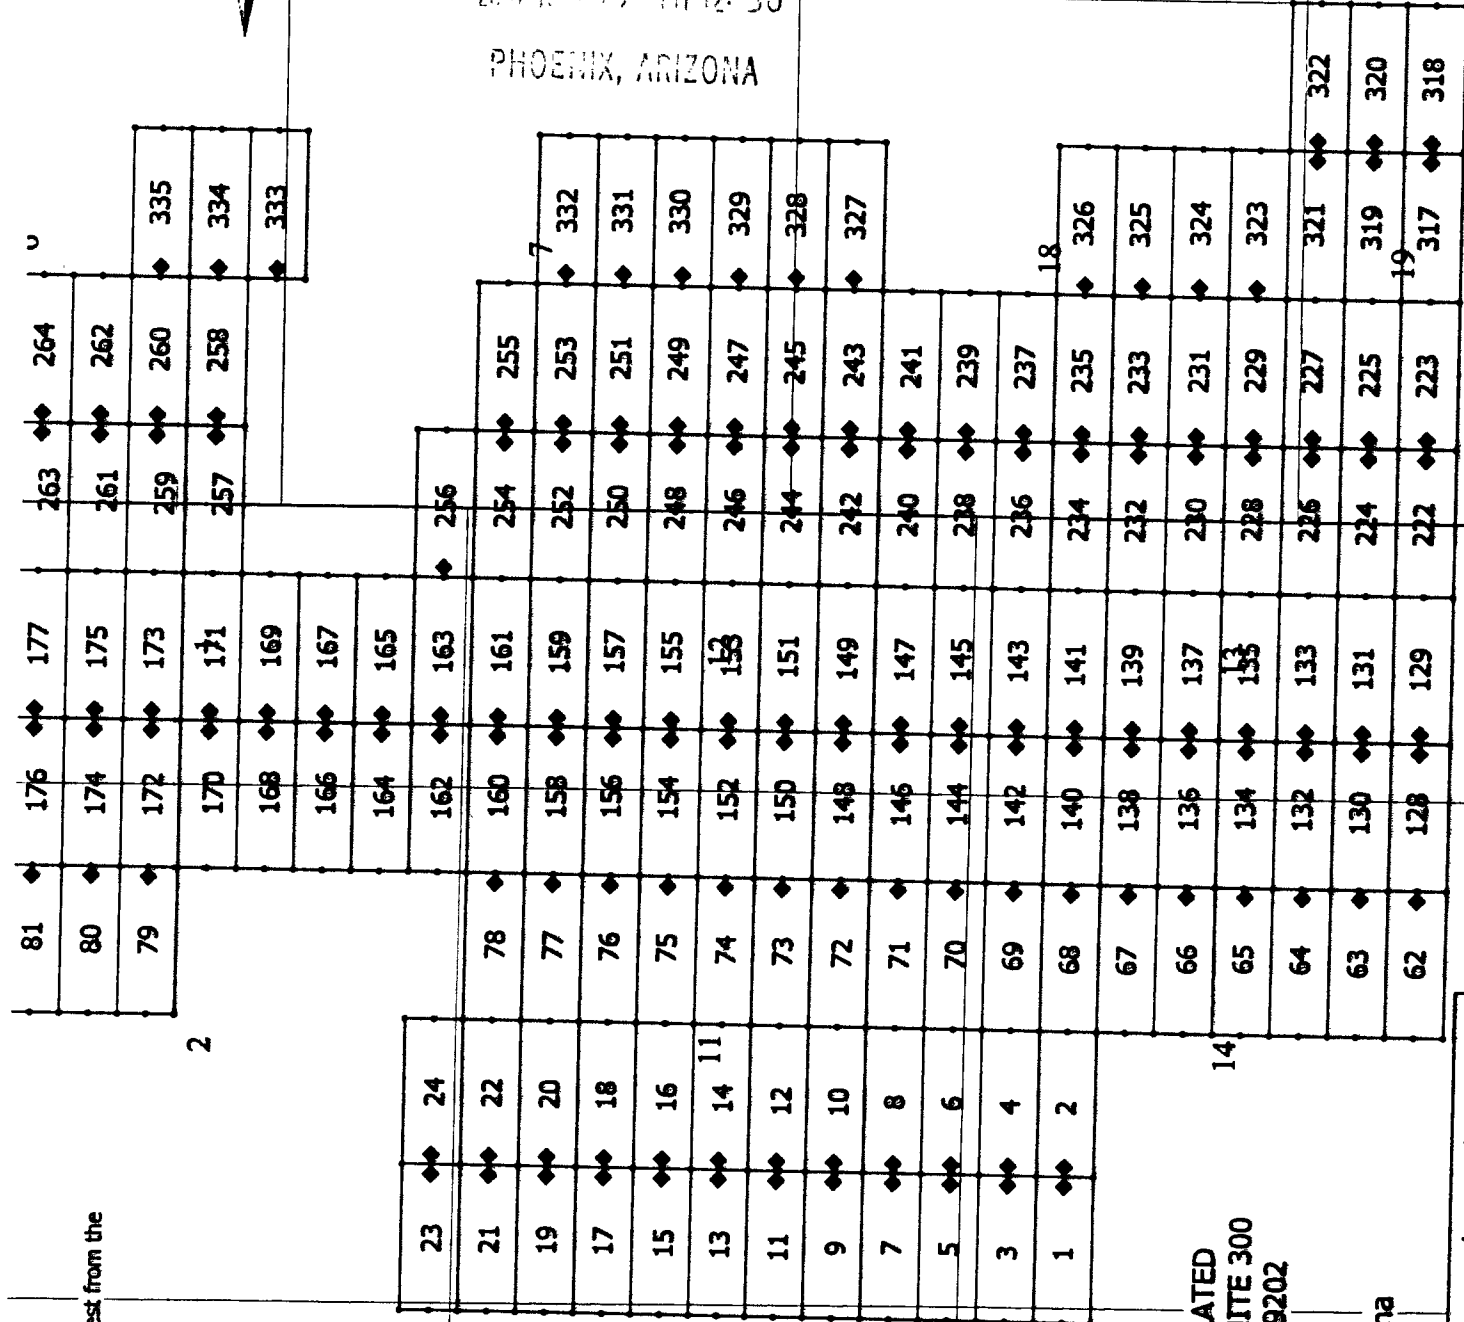 PHOENIX, ARIZONA
322 320 318
335 334 333
332 331 330 329 328 327
326 325 324 323 321 319 317
7 18 19
264 262 260 258
255 253 251 249 247 245 243 241 239 237 235 233 231 229 227 225 223
263 261 259 257
256 254 252 250 248 246 244 242 240 238 236 234 232 230 228 226 224 222
177 175 173 171 169 167 165 163 161 159 157 155 153 151 149 147 145 143 141 139 137 135 133 131 129
1 12 13
176 174 172 170 168 166 164 162 160 158 156 154 152 150 148 146 144 142 140 138 136 134 132 130 128
81 80 79
78 77 76 75 74 73 72 71 70 69 68 67 66 65 64 63 62
2 11 14
24 22 20 18 16 14 12 10 8 6 4 2
23 21 19 17 15 13 11 9 7 5 3 1
est from the
ATED
ITE 300
9202
na